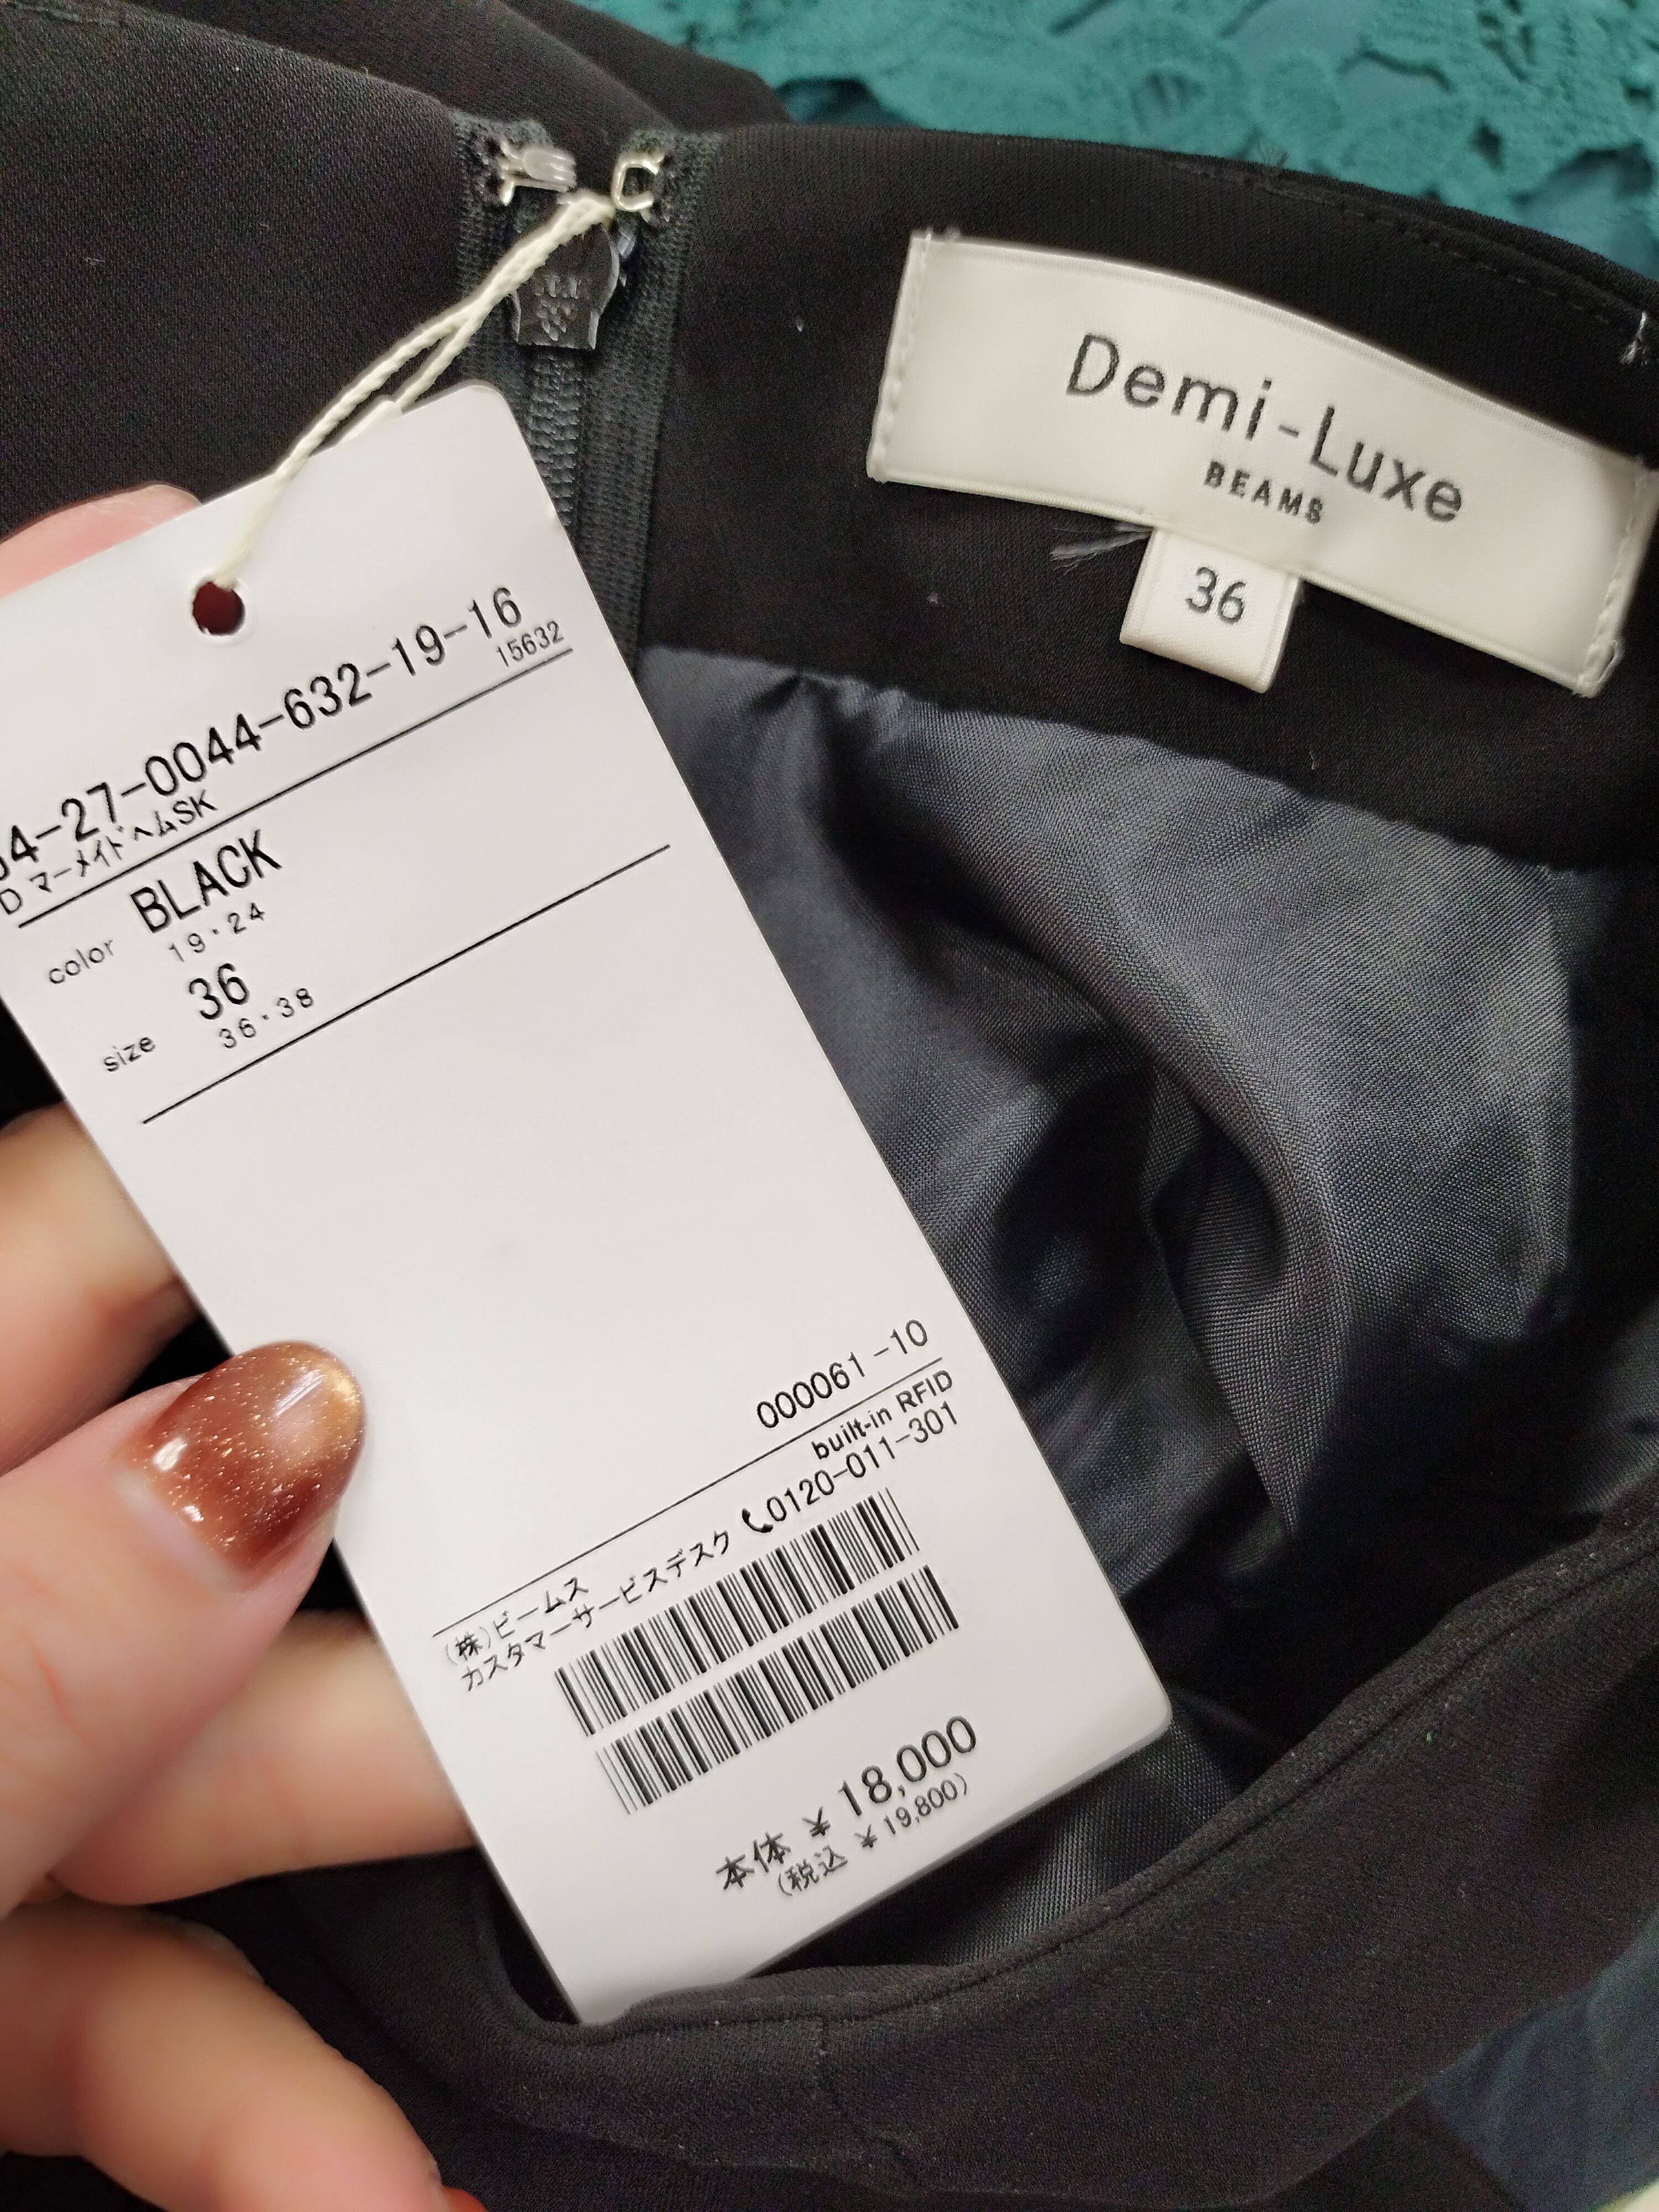 Demi-Luxe
BEAMS
36
4-27-0044-632-19-16
15632
D マーメイドヘムSK
color BLACK
19・24
size 36
36・38
000061-10
built-in RFID
(株)ビームス
カスタマーサービスデスク 0120-011-301
本体 ¥ 18,000
(税込 ¥ 19,800)